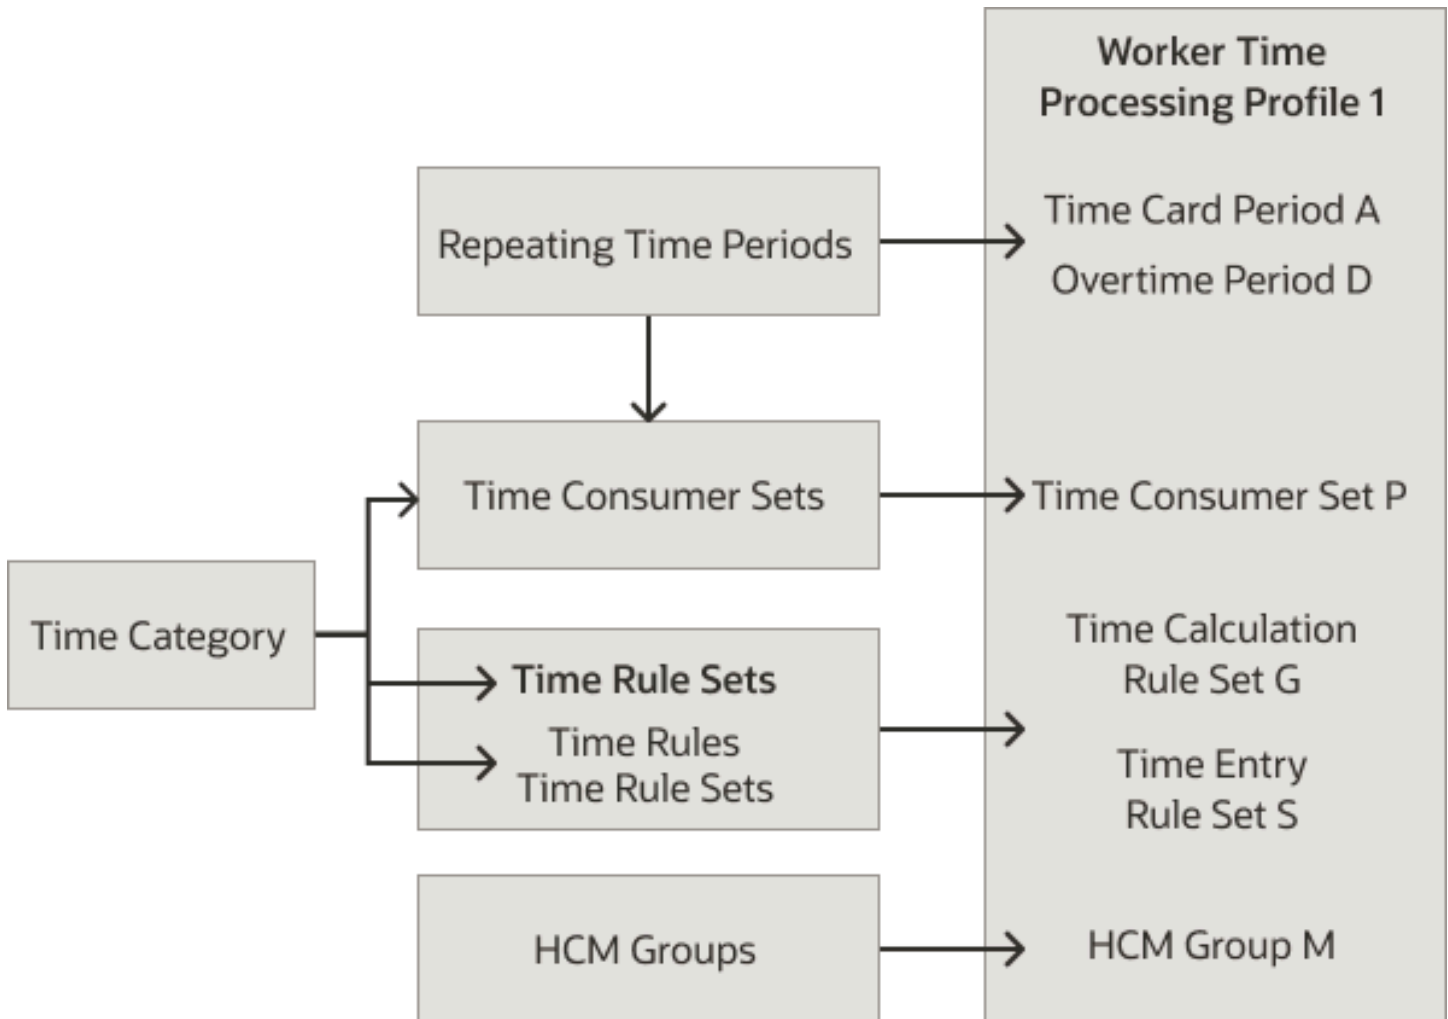 Worker Time
Processing Profile 1
Repeating Time Periods
Time Card Period A
Overtime Period D
Time Consumer Sets
Time Consumer Set P
Time Category
Time Rule Sets
Time Rules
Time Rule Sets
Time Calculation
Rule Set G
Time Entry
Rule Set S
HCM Groups
HCM Group M